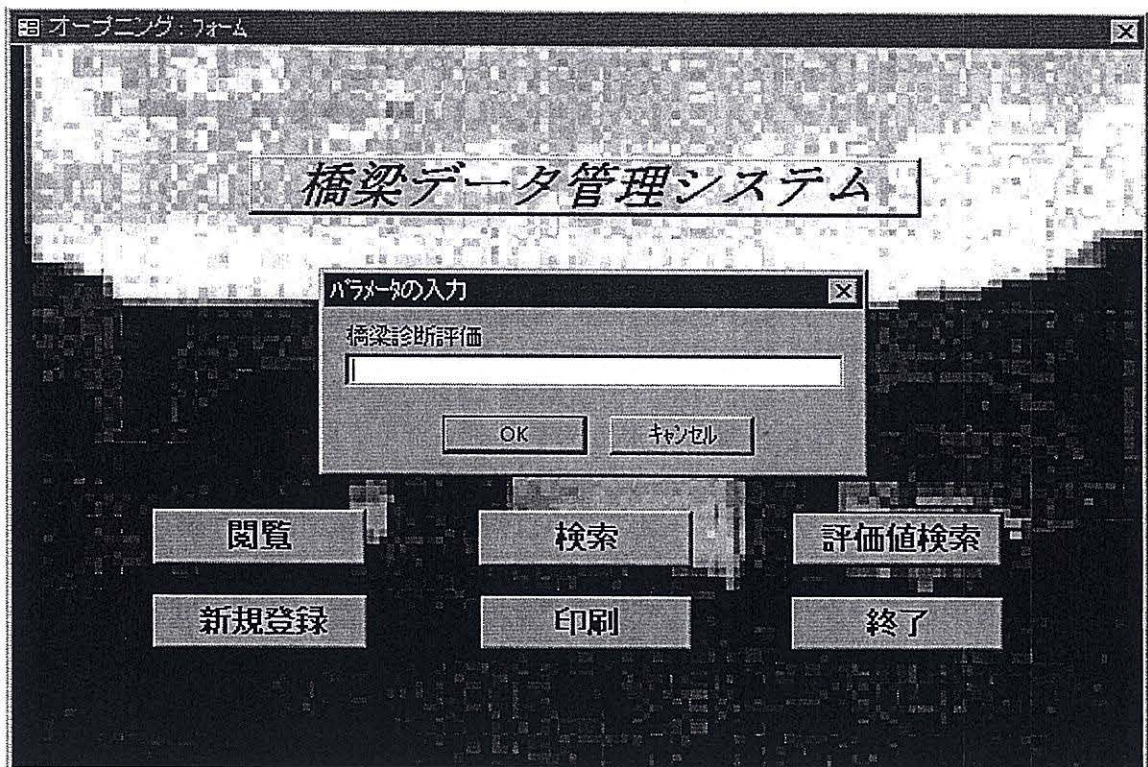 オープニング : フォーム
橋梁データ管理システム
パラメータの入力
橋梁診断評価
OK キャンセル
閲覧 検索 評価値検索
新規登録 印刷 終了